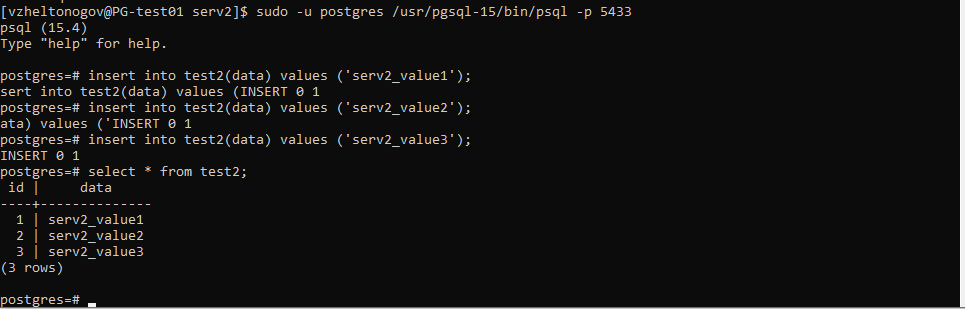 [vzheltonogov@PG-test01 serv2]$ sudo -u postgres /usr/pgsql-15/bin/psql -p 5433
psql (15.4)
Type "help" for help.
postgres=# insert into test2(data) values ('serv2_value1');
sert into test2(data) values (INSERT 0 1
postgres=# insert into test2(data) values ('serv2_value2');
ata) values ('INSERT 0 1
postgres=# insert into test2(data) values ('serv2_value3');
INSERT 0 1
postgres=# select * from test2;
 id |     data
----+--------------
  1 | serv2_value1
  2 | serv2_value2
  3 | serv2_value3
(3 rows)
postgres=#